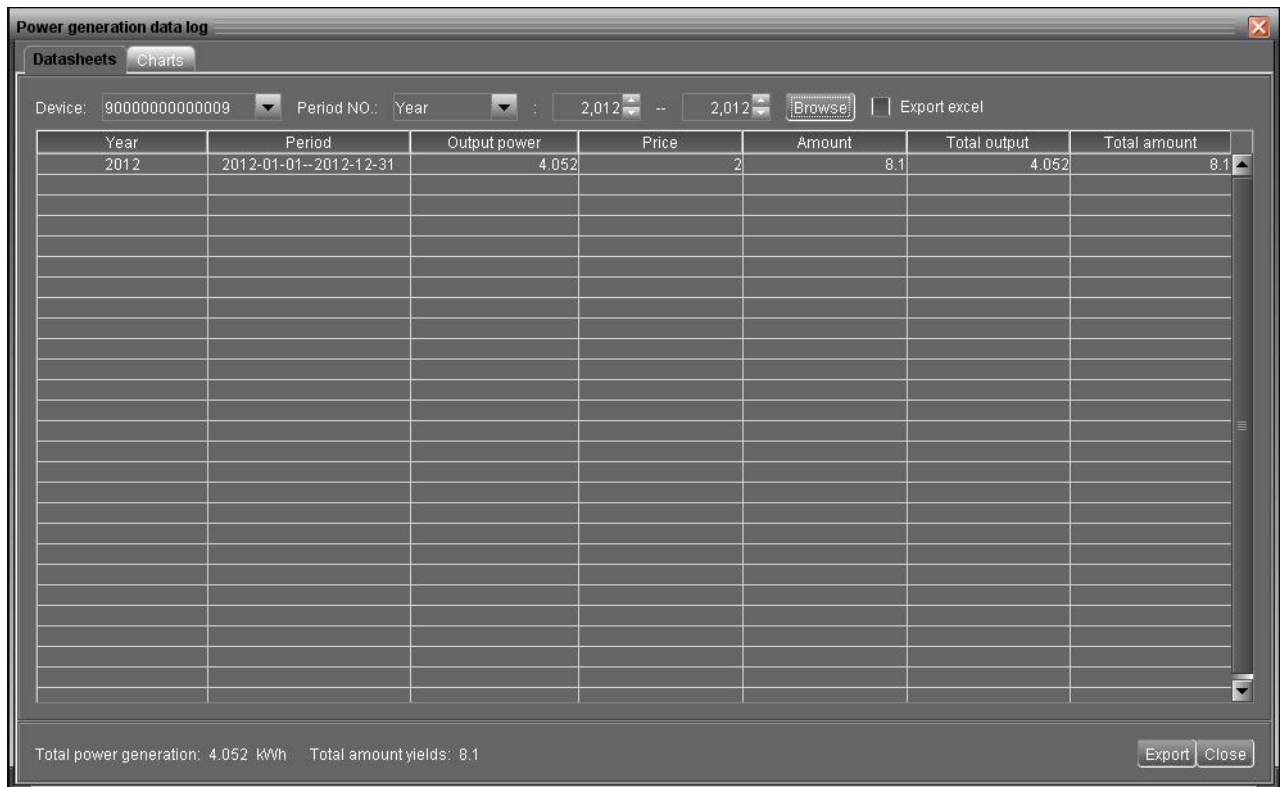 Power generation data log
Datasheets Charts
Device: 90000000000009 Period NO.: Year : 2,012 -- 2,012 Browse Export excel
Year Period Output power Price Amount Total output Total amount
2012 2012-01-01--2012-12-31 4.052 2 8.1 4.052 8.1
Total power generation: 4.052 kWh Total amount yields: 8.1 Export Close